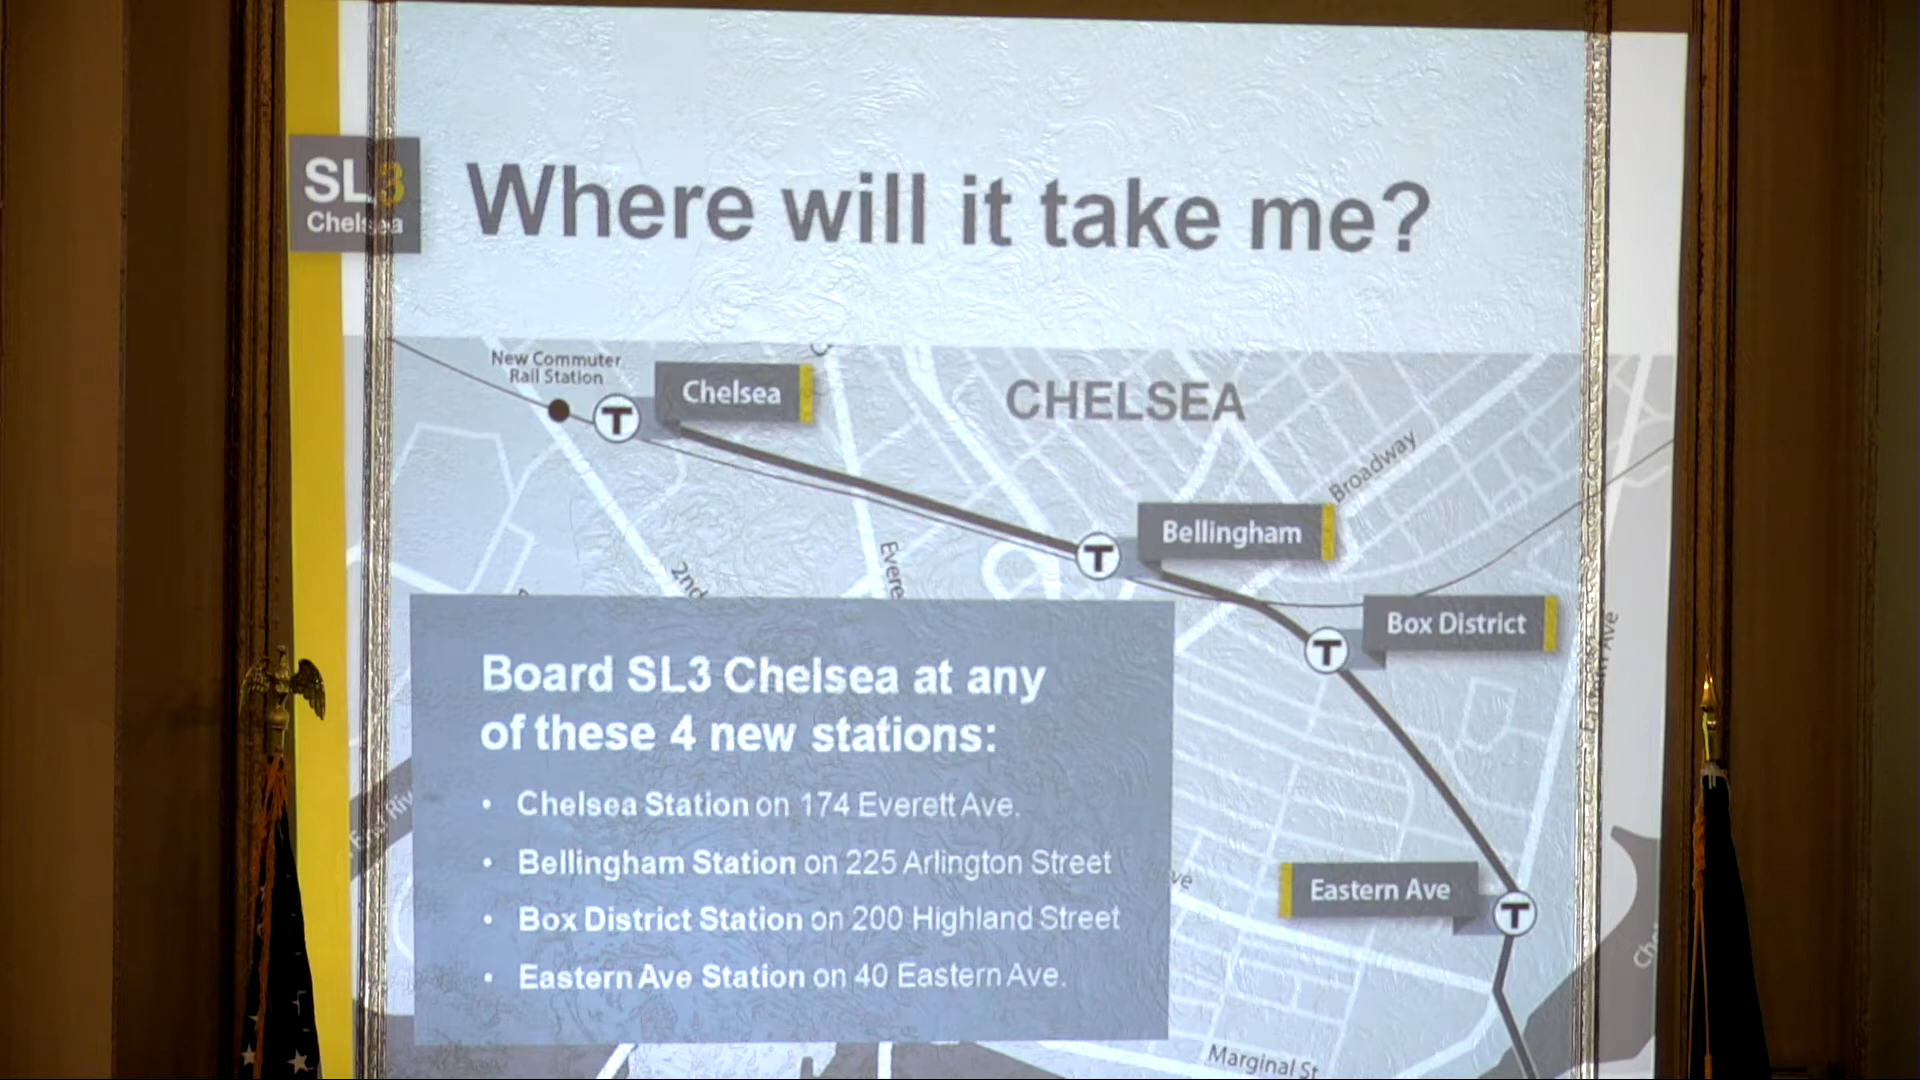 SL3
Chelsea
Where will it take me?
New Commuter
Rail Station
T
Chelsea
CHELSEA
Broadway
T
Bellingham
2nd
Evere
T
Box District
Board SL3 Chelsea at any
of these 4 new stations:
• Chelsea Station on 174 Everett Ave.
• Bellingham Station on 225 Arlington Street
• Box District Station on 200 Highland Street
• Eastern Ave Station on 40 Eastern Ave.
Eastern Ave
T
Marginal St